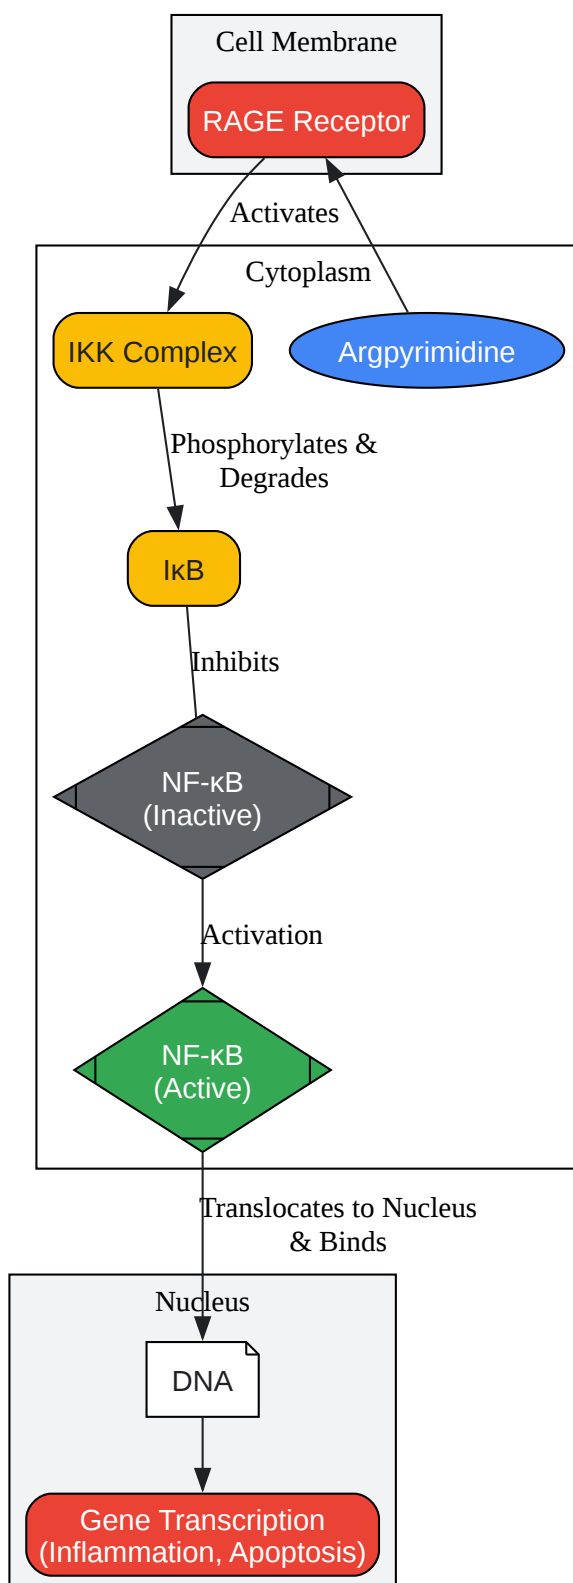 Cell Membrane
RAGE Receptor
Activates
Cytoplasm
IKK Complex
Argpyrimidine
Phosphorylates &
Degrades
IκB
Inhibits
NF-κB
(Inactive)
Activation
NF-κB
(Active)
Translocates to Nucleus
& Binds
Nucleus
DNA
Gene Transcription
(Inflammation, Apoptosis)